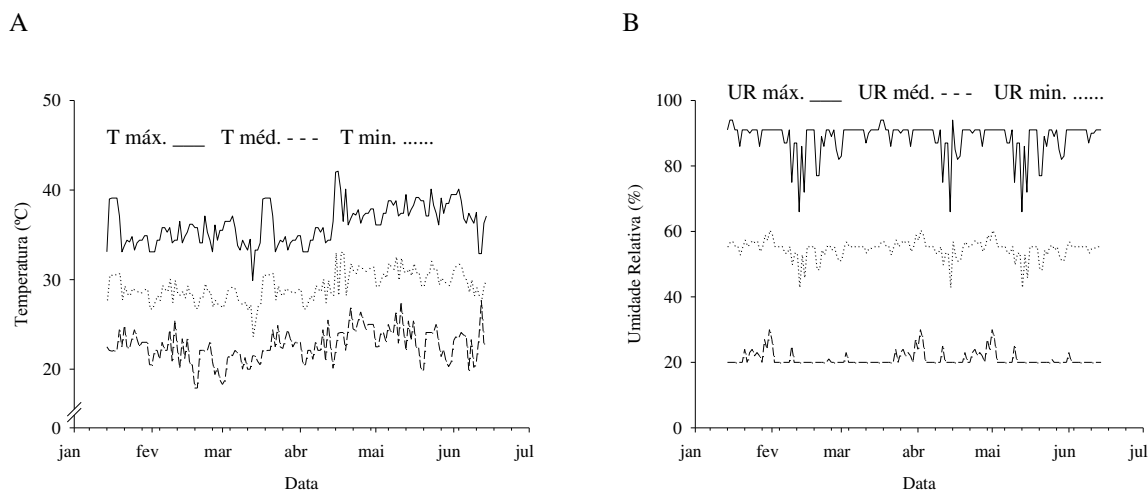 A
Temperatura (ºC)
50
40
30
20
0
T máx. ___ T méd. - - - T min. ......
jan fev mar abr mai jun jul
Data
B
Umidade Relativa (%)
100
80
60
40
20
0
UR máx. ___ UR méd. - - - UR min. ......
jan fev mar abr mai jun jul
Data